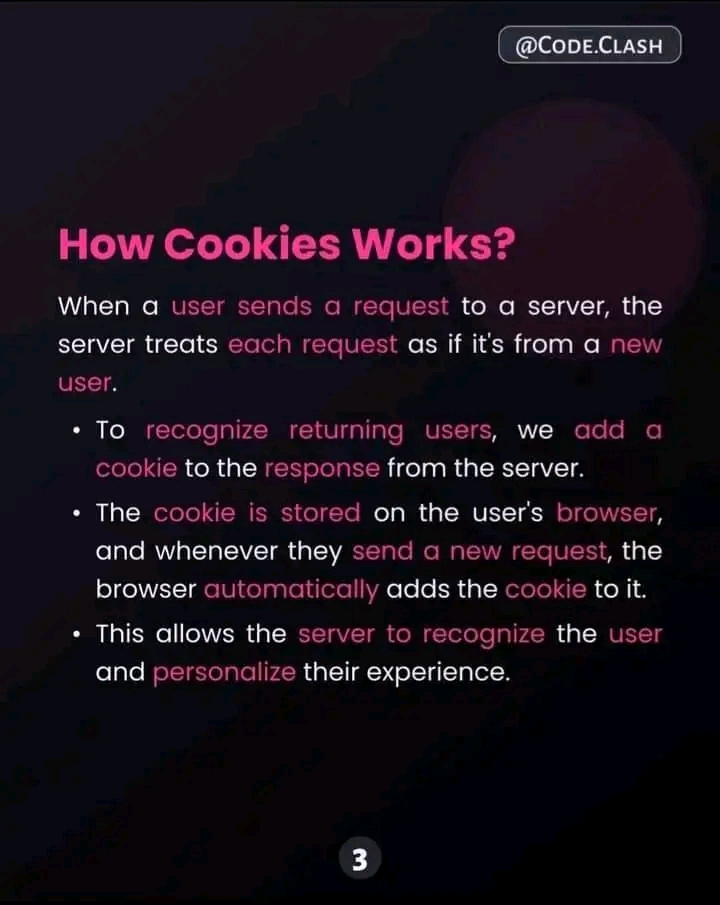 @CODE.CLASH
How Cookies Works?
When a user sends a request to a server, the
server treats each request as if it's from a new
user.
• To recognize returning users, we add a
cookie to the response from the server.
• The cookie is stored on the user's browser,
and whenever they send a new request, the
browser automatically adds the cookie to it.
• This allows the server to recognize the user
and personalize their experience.
3